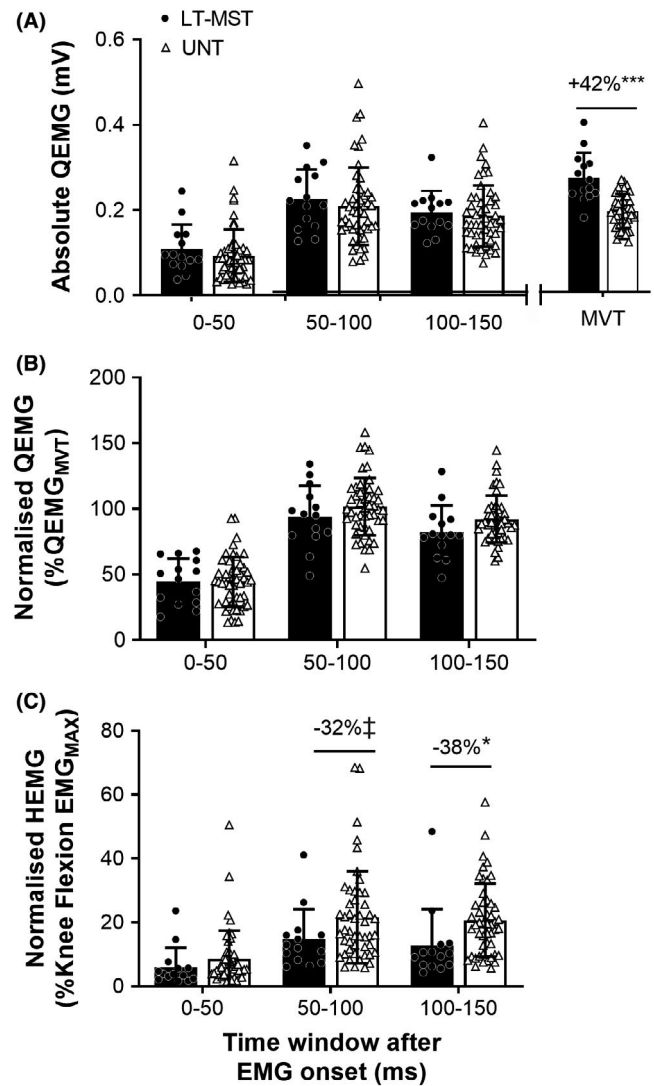 (A)
LT-MST
UNT
Absolute QEMG (mV)
0.6
0.4
0.2
0.0
+42%***
0-50
50-100
100-150
MVT
(B)
Normalised QEMG
(%QEMG_MVT)
200
150
100
50
0
0-50
50-100
100-150
(C)
Normalised HEMG
(%Knee Flexion EMG_MAX)
80
60
40
20
0
-32%‡
-38%*
0-50
50-100
100-150
Time window after
EMG onset (ms)